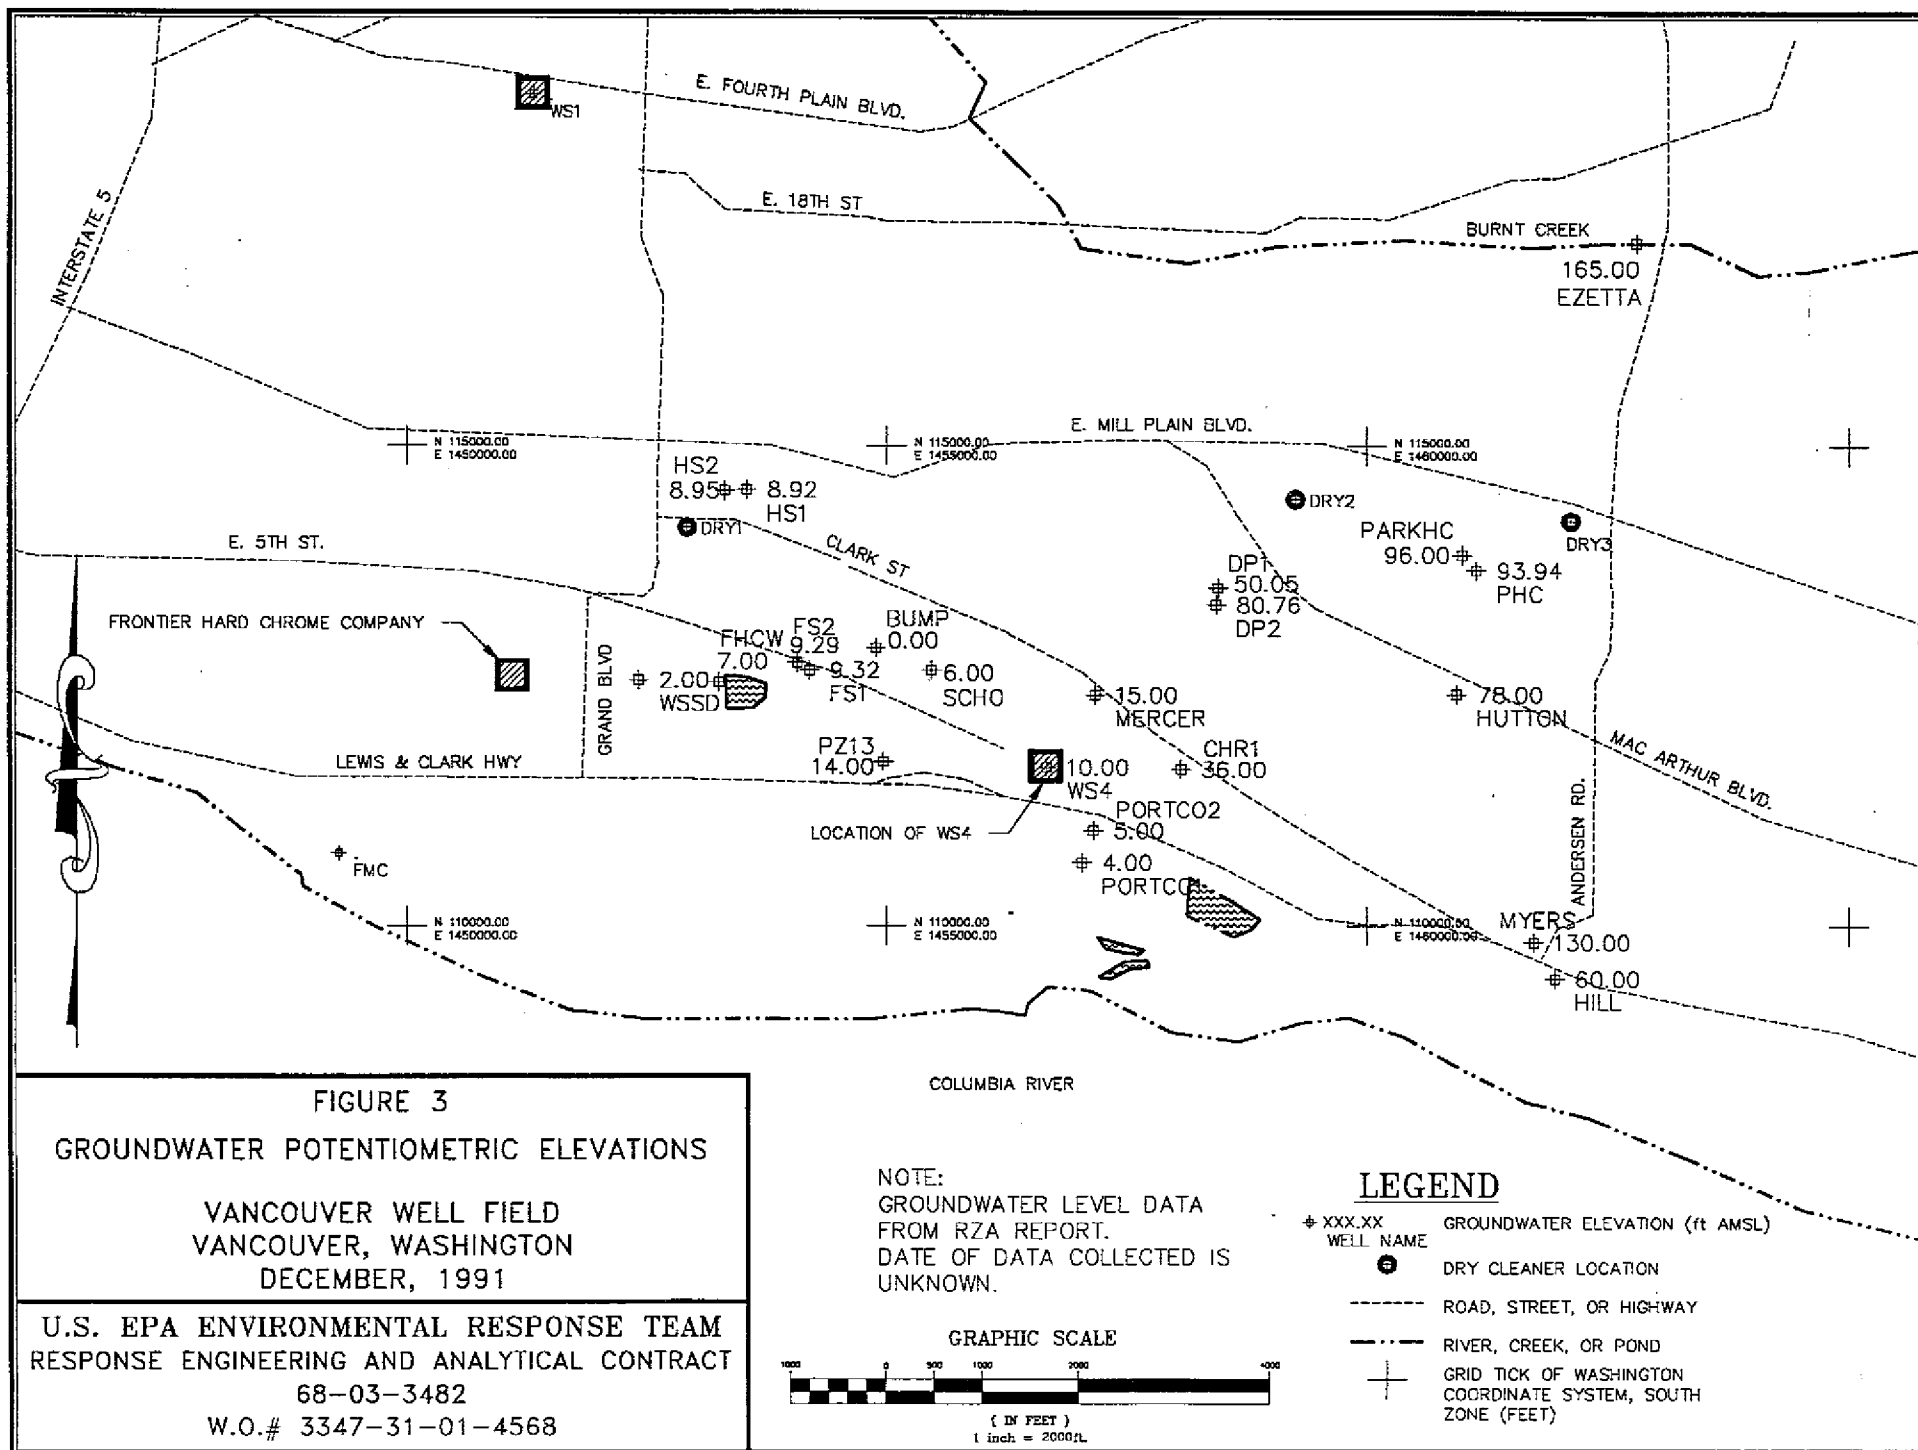 E. FOURTH PLAIN BLVD.
WS1
E. 18TH ST
INTERSTATE 5
BURNT CREEK
165.00
EZETTA
E. MILL PLAIN BLVD.
N 115000.00
E 1450000.00
N 115000.00
E 1455000.00
N 115000.00
E 1460000.00
HS2
8.95
8.92
HS1
DRY1
DRY2
DRY3
E. 5TH ST.
CLARK ST
PARKHC
96.00
93.94
PHC
DP1
50.05
80.76
DP2
FRONTIER HARD CHROME COMPANY
GRAND BLVD
FHCW
7.00
FS2
9.29
BUMP
0.00
2.00
WSSD
9.32
FS1
6.00
SCHO
15.00
MERCER
78.00
HUTTON
MAC ARTHUR BLVD.
LEWIS & CLARK HWY
PZ13
14.00
10.00
WS4
CHR1
36.00
LOCATION OF WS4
PORTCO2
5.00
4.00
PORTCO1
ANDERSEN RD.
FMC
N 110000.00
E 1450000.00
N 110000.00
E 1455000.00
N 110000.00
E 1460000.00
MYERS
130.00
60.00
HILL
COLUMBIA RIVER
FIGURE 3
GROUNDWATER POTENTIOMETRIC ELEVATIONS
VANCOUVER WELL FIELD
VANCOUVER, WASHINGTON
DECEMBER, 1991
U.S. EPA ENVIRONMENTAL RESPONSE TEAM
RESPONSE ENGINEERING AND ANALYTICAL CONTRACT
68-03-3482
W.O.# 3347-31-01-4568
NOTE:
GROUNDWATER LEVEL DATA
FROM RZA REPORT.
DATE OF DATA COLLECTED IS
UNKNOWN.
GRAPHIC SCALE
1000 0 500 1000 2000 4000
( IN FEET )
1 inch = 2000ft.
LEGEND
XXX.XX
WELL NAME
GROUNDWATER ELEVATION (ft AMSL)
DRY CLEANER LOCATION
ROAD, STREET, OR HIGHWAY
RIVER, CREEK, OR POND
GRID TICK OF WASHINGTON
COORDINATE SYSTEM, SOUTH
ZONE (FEET)